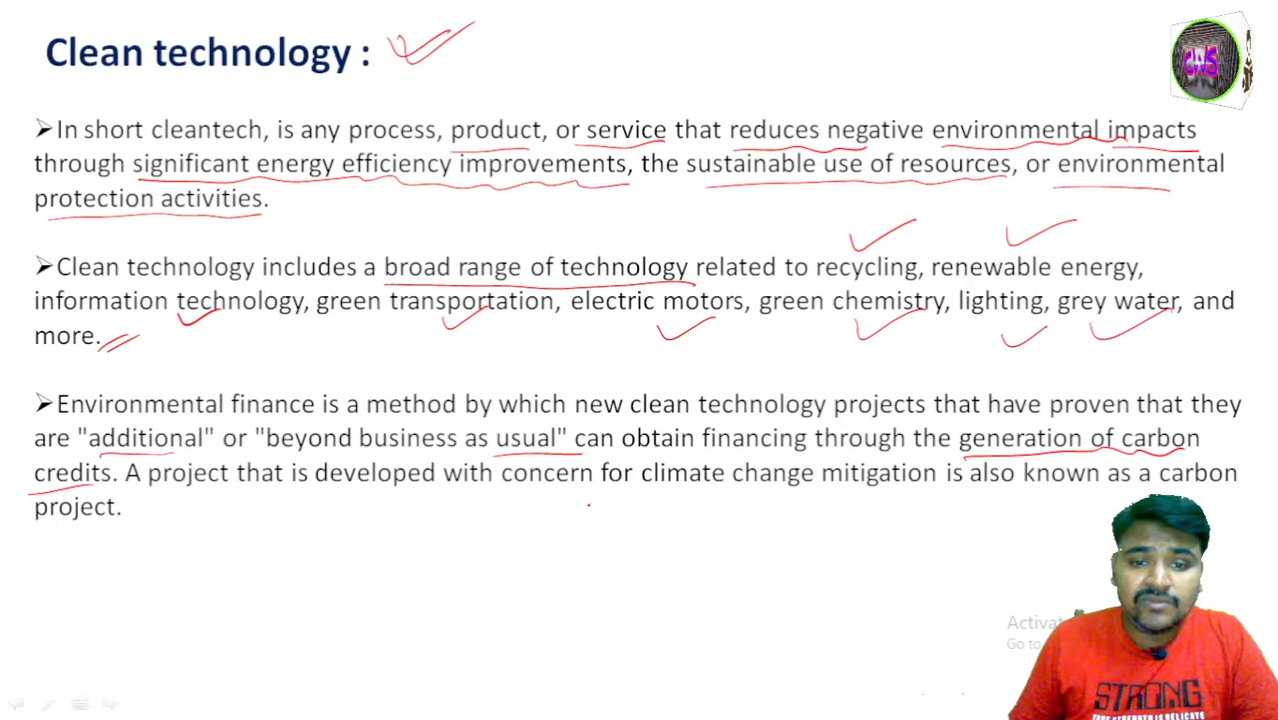 Clean technology :
CWS
➤In short cleantech, is any process, product, or service that reduces negative environmental impacts
through significant energy efficiency improvements, the sustainable use of resources, or environmental
protection activities.
➤Clean technology includes a broad range of technology related to recycling, renewable energy,
information technology, green transportation, electric motors, green chemistry, lighting, grey water, and
more.
➤Environmental finance is a method by which new clean technology projects that have proven that they
are "additional" or "beyond business as usual" can obtain financing through the generation of carbon
credits. A project that is developed with concern for climate change mitigation is also known as a carbon
project.
Go to
STRONG